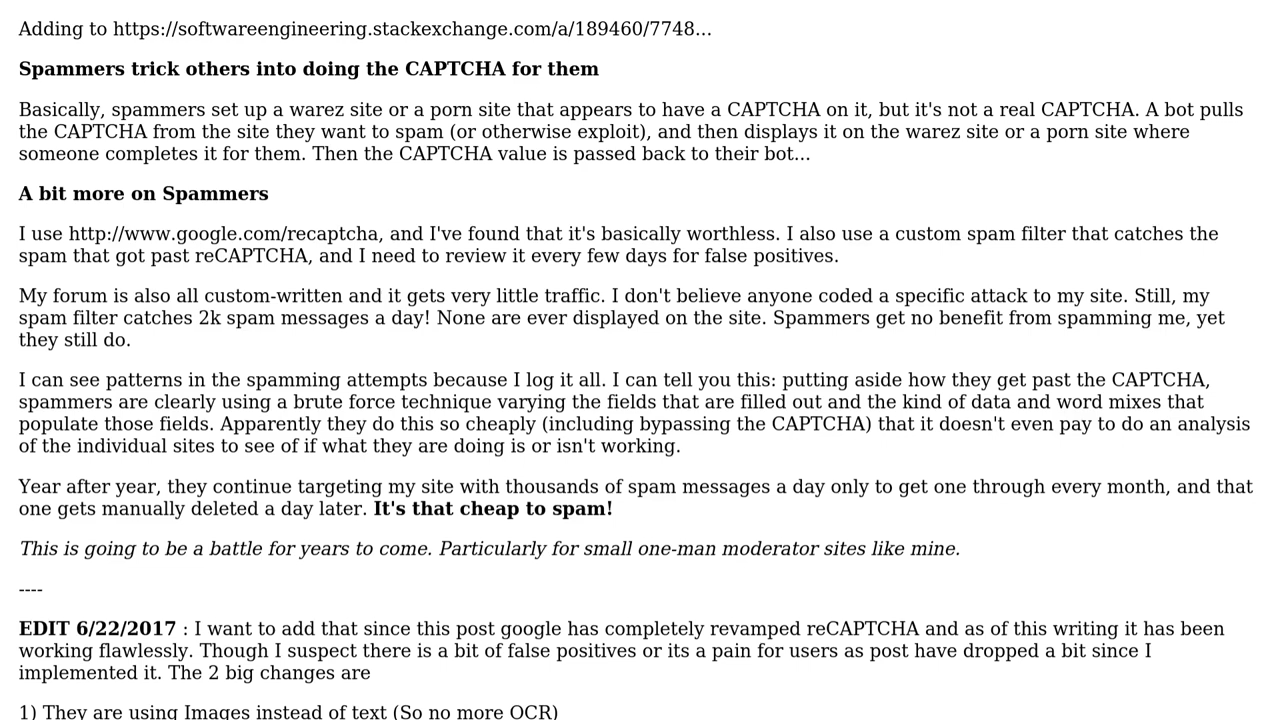 Adding to https://softwareengineering.stackexchange.com/a/189460/7748...
Spammers trick others into doing the CAPTCHA for them
Basically, spammers set up a warez site or a porn site that appears to have a CAPTCHA on it, but it's not a real CAPTCHA. A bot pulls
the CAPTCHA from the site they want to spam (or otherwise exploit), and then displays it on the warez site or a porn site where
someone completes it for them. Then the CAPTCHA value is passed back to their bot...
A bit more on Spammers
I use http://www.google.com/recaptcha, and I've found that it's basically worthless. I also use a custom spam filter that catches the
spam that got past reCAPTCHA, and I need to review it every few days for false positives.
My forum is also all custom-written and it gets very little traffic. I don't believe anyone coded a specific attack to my site. Still, my
spam filter catches 2k spam messages a day! None are ever displayed on the site. Spammers get no benefit from spamming me, yet
they still do.
I can see patterns in the spamming attempts because I log it all. I can tell you this: putting aside how they get past the CAPTCHA,
spammers are clearly using a brute force technique varying the fields that are filled out and the kind of data and word mixes that
populate those fields. Apparently they do this so cheaply (including bypassing the CAPTCHA) that it doesn't even pay to do an analysis
of the individual sites to see of if what they are doing is or isn't working.
Year after year, they continue targeting my site with thousands of spam messages a day only to get one through every month, and that
one gets manually deleted a day later. It's that cheap to spam!
This is going to be a battle for years to come. Particularly for small one-man moderator sites like mine.
----
EDIT 6/22/2017 : I want to add that since this post google has completely revamped reCAPTCHA and as of this writing it has been
working flawlessly. Though I suspect there is a bit of false positives or its a pain for users as post have dropped a bit since I
implemented it. The 2 big changes are
1) They are using Images instead of text (So no more OCR)